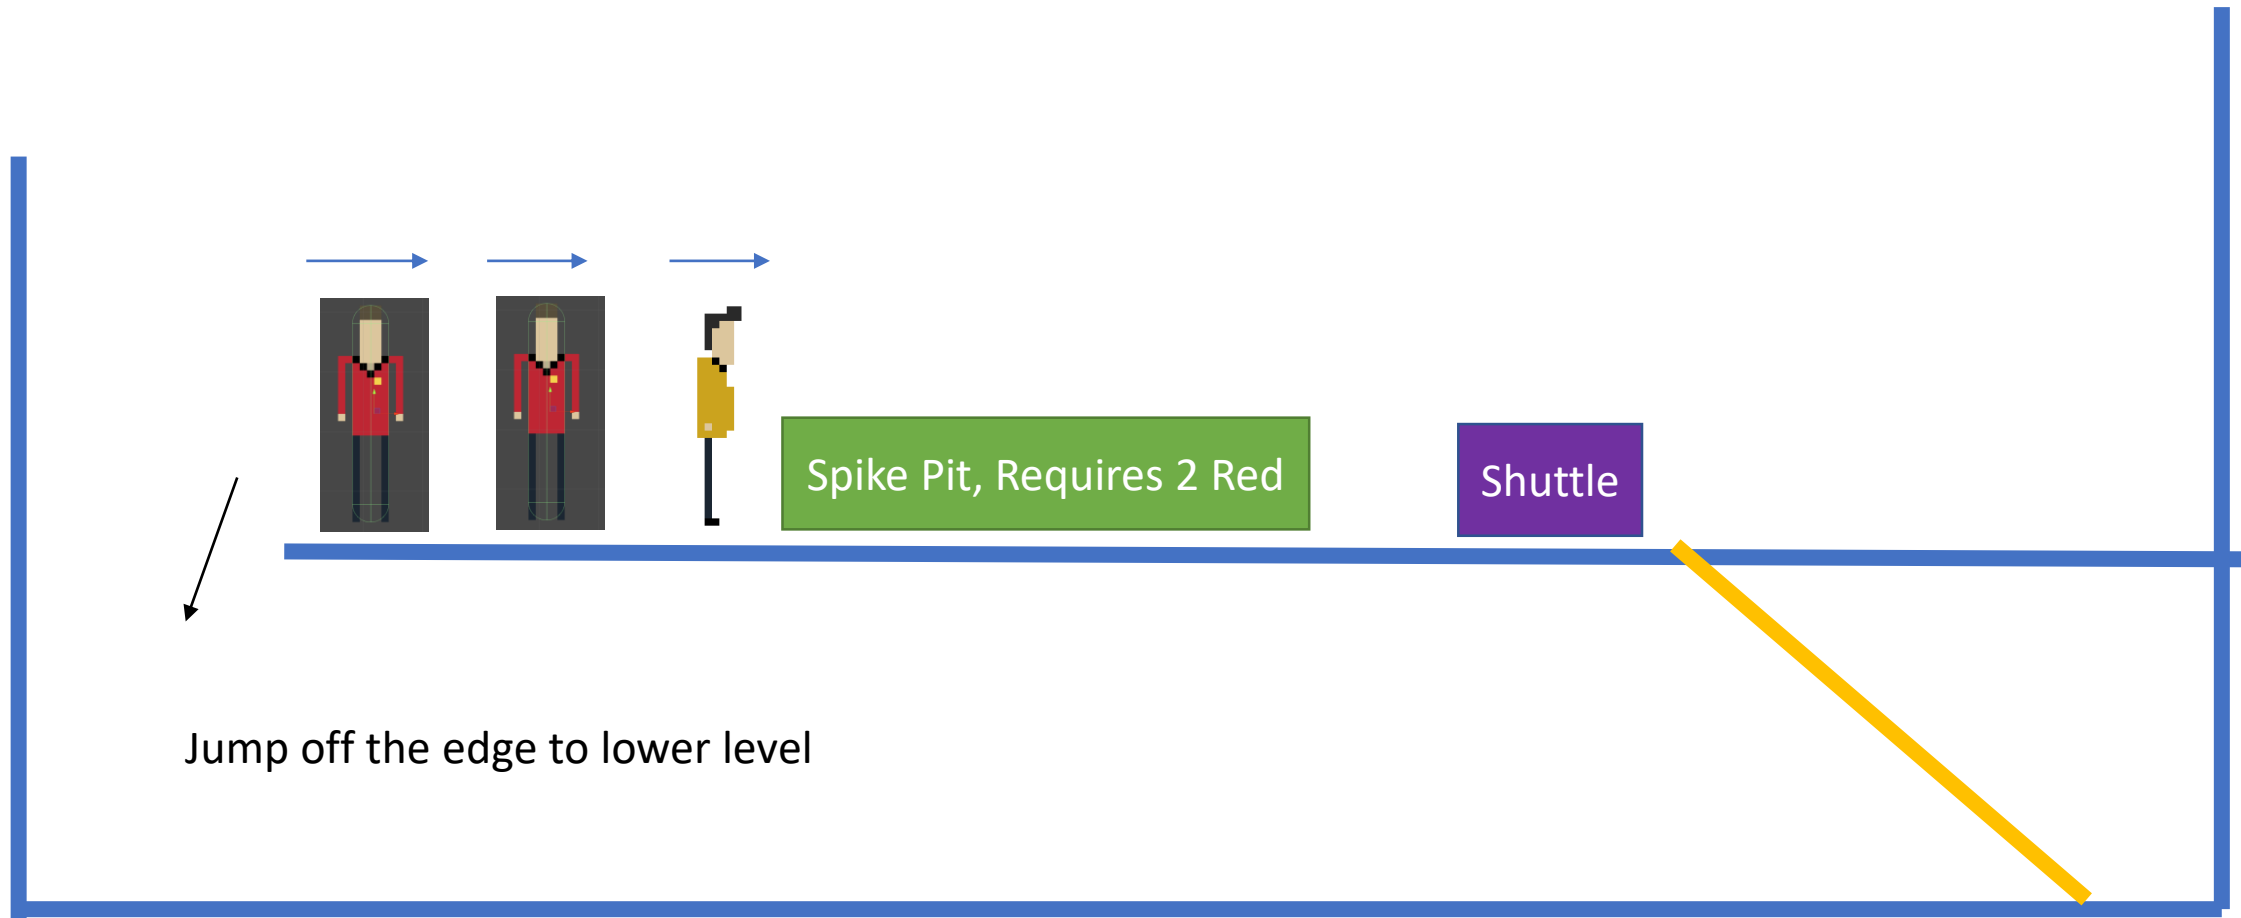 Spike Pit, Requires 2 Red
Shuttle
Jump off the edge to lower level